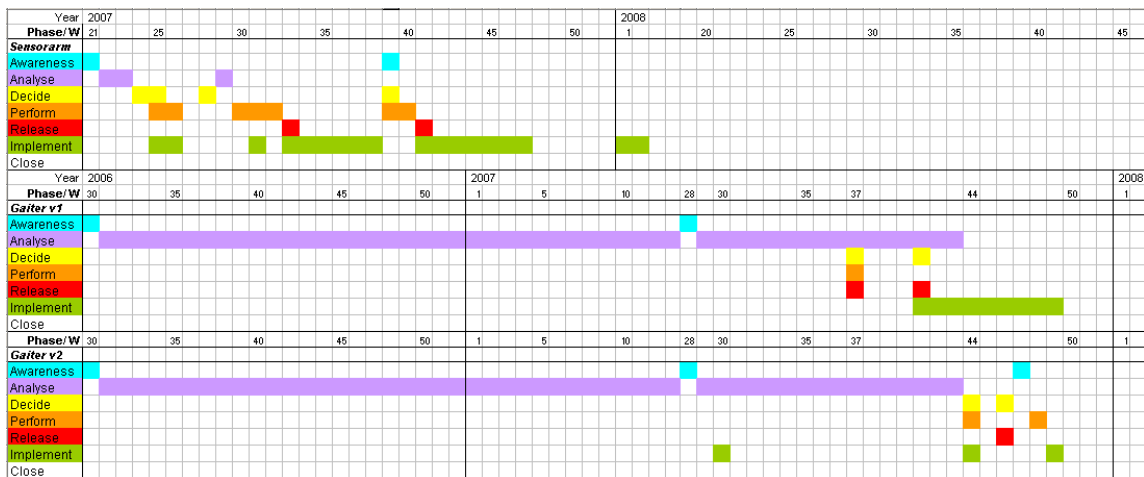 Year 2007 2008
Phase/W 21 25 30 35 40 45 50 1 20 25 30 35 40 45
Sensorarm
Awareness
Analyse
Decide
Perform
Release
Implement
Close
Year 2006 2007 2008
Phase/W 30 35 40 45 50 1 5 10 28 30 35 37 44 50 1
Gaiter v1
Awareness
Analyse
Decide
Perform
Release
Implement
Close
Phase/W 30 35 40 45 50 1 5 10 28 30 35 37 44 50 1
Gaiter v2
Awareness
Analyse
Decide
Perform
Release
Implement
Close